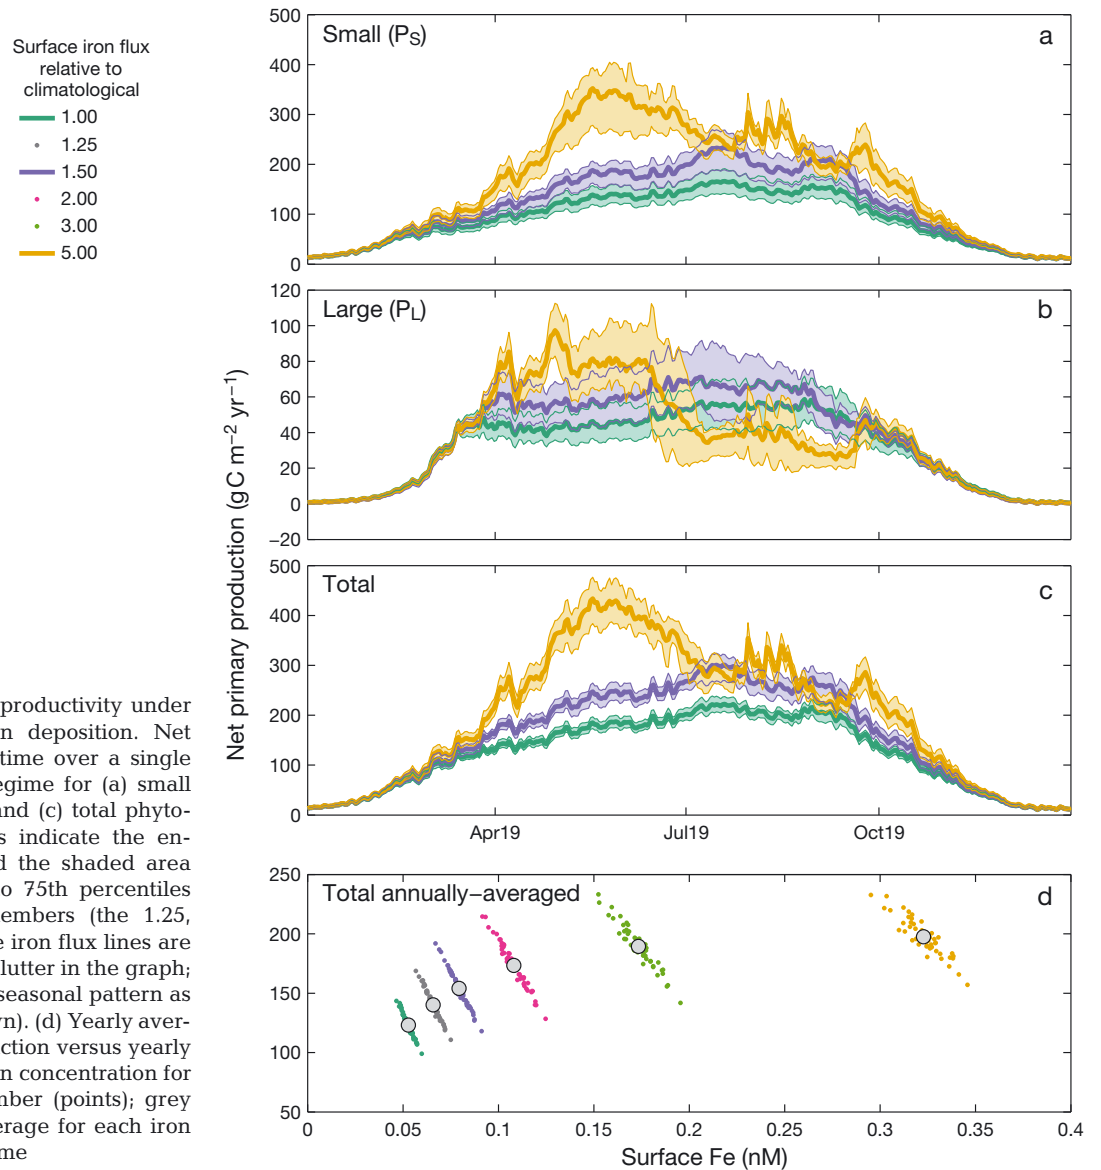 Surface iron flux
relative to
climatological
1.00
1.25
1.50
2.00
3.00
5.00
productivity under
n deposition. Net
time over a single
egime for (a) small
and (c) total phyto-
s indicate the en-
d the shaded area
o 75th percentiles
members (the 1.25,
e iron flux lines are
lutter in the graph;
seasonal pattern as
vn). (d) Yearly aver-
ction versus yearly
n concentration for
mber (points); grey
erage for each iron
me
Net primary production (gC m⁻² yr⁻¹)
Small (PS)
a
500
400
300
200
100
0
Large (PL)
b
120
100
80
60
40
20
0
−20
Total
c
500
400
300
200
100
0
Apr19
Jul19
Oct19
Total annually−averaged
d
250
200
150
100
50
0
0.05
0.1
0.15
0.2
0.25
0.3
0.35
0.4
Surface Fe (nM)